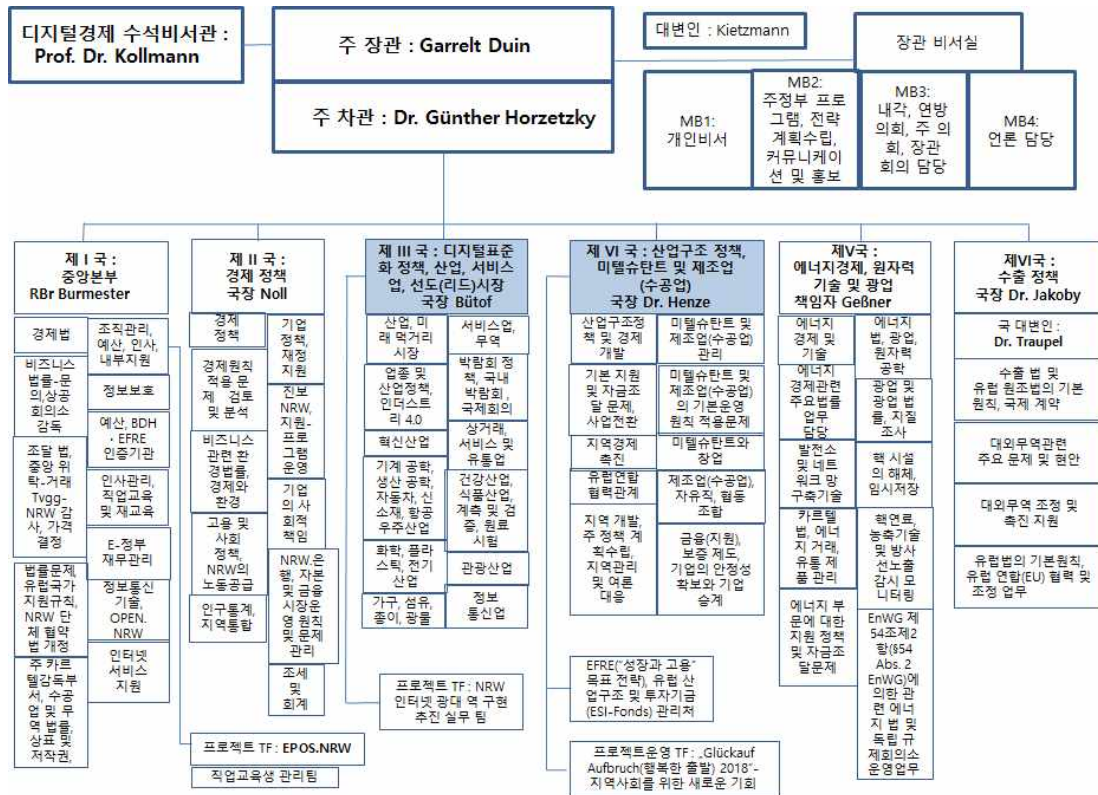 디지털경제 수석비서관 :
Prof. Dr. Kollmann
주 장관 : Garrelt Duin
주 차관 : Dr. Günther Horzetzky
대변인 : Kietzmann
장관 비서실
MB1:
개인비서
MB2:
주정부 프로
그램, 전략
계획수립,
커뮤니케이
션 및 홍보
MB3:
내각, 연방
의회, 주 의
회, 장관
회의 담당
MB4:
언론 담당
제 I 국 :
중앙본부
RBr Burmester
경제법
비즈니스
법률-문
의,상공
회의소
감독
조달 법,
중앙 위
탁-거래
Tvgg-
NRW 감
사, 가격
결정
법률문제,
유럽국가
지원규칙,
NRW 단
체 협약
법 개정
주 카르
텔감독부
서, 수공
업 및 무
역 법률,
상표 및
저작권,
조직관리,
예산, 인사,
내부지원
정보보호
예산, BDH
· EFRE
인증기관
인사관리,
직업교육
및 재교육
E-정부
재무관리
정보통신
기술,
OPEN.
NRW
인터넷
서비스
지원
프로젝트 TF : EPOS.NRW
직업교육생 관리팀
제 II 국 :
경제 정책
국장 Noll
경제
정책
경제원칙
적용 문
제 검토
및 분석
비즈니스
관련 환
경법률,
경제와
환경
고용 및
사회
정책,
NRW의
노동공급
인구통계,
지역통합
기업
정책,
재정
지원
진보
NRW,
지원-프
로그램
운영
기업
의 사
회적
책임
NRW.은
행, 자본
및 금융
시장운
영 원칙
및 문제
관리
조세
및
회계
제 III 국 : 디지털표준
화 정책, 산업, 서비스
업, 선도(리드)시장
국장 Bütof
산업, 미
래 먹거리
시장
업종 및
산업정책,
인더스트
리 4.0
혁신산업
기계 공학,
생산 공학,
자동차, 신
소재, 항공
우주산업
화학, 플라
스틱, 전기
산업
가구, 섬유,
종이, 광물
서비스업,
무역
박람회 정
책, 국내
박람회,
국제회의
상거래,
서비스 및
유통업
건강산업,
식품산업,
계측 및 검
증, 원료
시험
관광산업
정보
통신업
프로젝트 TF : NRW
인터넷 광대 역 구현
추진 실무 팀
제 VI 국 : 산업구조 정책,
미텔슈탄트 및 제조업
(수공업)
국장 Dr. Henze
산업구조정
책 및 경제
개발
기본 지원
및 자금조
달 문제,
사업전환
지역경제
촉진
유럽연합
협력관계
지역 개발,
주 정책 계
획수립,
지역관리
및 여론
대응
미텔슈탄트 및
제조업(수공업)
관리
미텔슈탄트 및
제조업(수공업)
의 기본운영
원칙 적용문제
미텔슈탄트와
창업
제조업(수공업),
자유직, 협동
조합
금융(지원),
보증 제도,
기업의 안정성
확보와 기업
승계
EFRE("성장과 고용"
목표 전략), 유럽 산
업구조 및 투자기금
(ESI-Fonds) 관리처
프로젝트운영 TF : „Glückauf
Aufbruch(행복한 출발) 2018"-
지역사회를 위한 새로운 기회
제V국 :
에너지경제, 원자력
기술 및 광업
책임자 Geßner
에너지
경제 및
기술
에너지
경제관련
주요법률
업무
담당
발전소
및 네트
워크 망
구축기술
카르텔
법, 에너
지 거래,
유통 제
품 관리
에너지 부
문에 대한
지원 정책
및 자금조
달문제
에너지
법, 광업,
원자력
공학
광업 및
광업 법
률, 지질
조사
핵 시설
의 해체,
임시저장
핵연료,
농축기술
및 방사
선노출
감시 모
니터링
EnWG 제
54조제2
항(§54
Abs. 2
EnWG)에
의한 관
련 에너
지 법 및
독립 규
제회의소
운영업무
제VI국 :
수출 정책
국장 Dr. Jakoby
국 대변인 :
Dr. Traupel
수출 법 및
유럽 원조법의 기본
원칙, 국제 계약
대외무역관련
주요 문제 및 현안
대외무역 조정 및
촉진 지원
유럽법의 기본원칙,
유럽 연합(EU) 협력 및
조정 업무